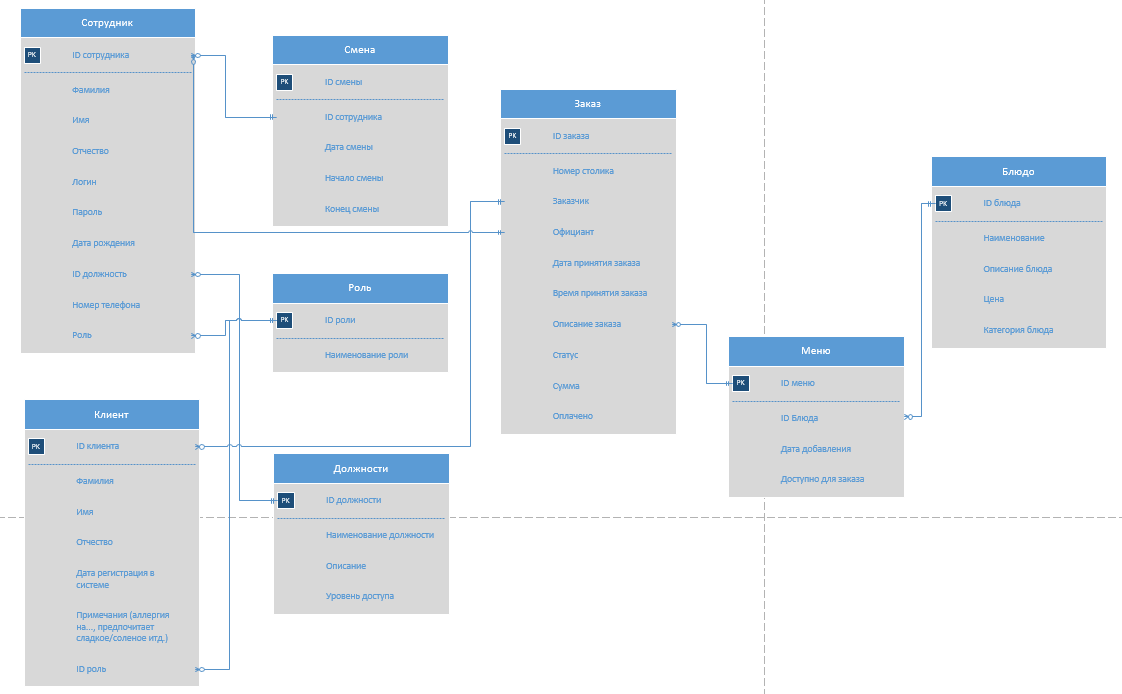 Сотрудник
PK
ID сотрудника
Фамилия
Имя
Отчество
Логин
Пароль
Дата рождения
ID должность
Номер телефона
Роль
Смена
PK
ID смены
ID сотрудника
Дата смены
Начало смены
Конец смены
Роль
PK
ID роли
Наименование роли
Клиент
PK
ID клиента
Фамилия
Имя
Отчество
Дата регистрация в
системе
Примечания (аллергия
на..., предпочитает
сладкое/соленое итд.)
ID роль
Должности
PK
ID должности
Наименование должности
Описание
Уровень доступа
Заказ
PK
ID заказа
Номер столика
Заказчик
Официант
Дата принятия заказа
Время принятия заказа
Описание заказа
Статус
Сумма
Оплачено
Меню
PK
ID меню
ID Блюда
Дата добавления
Доступно для заказа
Блюдо
PK
ID блюда
Наименование
Описание блюда
Цена
Категория блюда